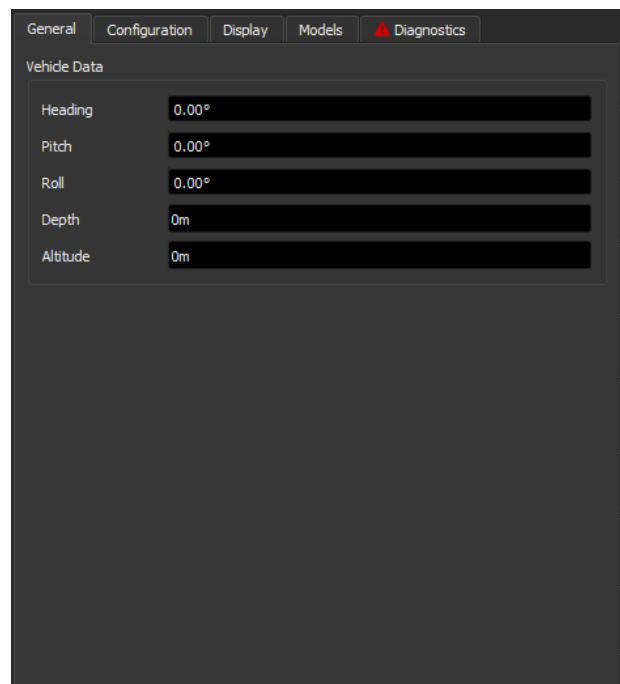 General Configuration Display Models Diagnostics
Vehicle Data
Heading 0.00°
Pitch 0.00°
Roll 0.00°
Depth 0m
Altitude 0m